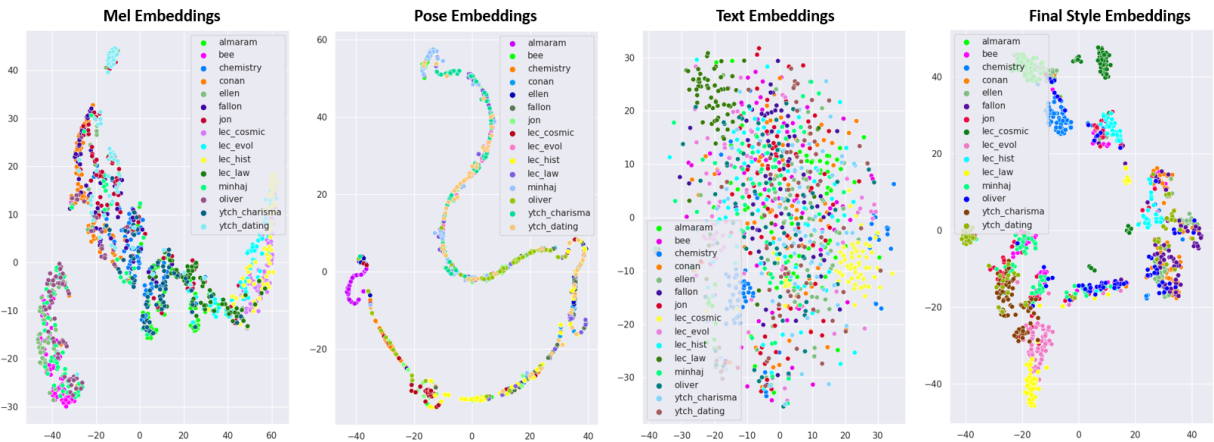 Mel Embeddings
almaram
bee
chemistry
conan
ellen
fallon
jon
lec_cosmic
lec_evol
lec_hist
lec_law
minhaj
oliver
ytch_charisma
ytch_dating
40
30
20
10
0
−10
−20
−30
−40 −20 0 20 40 60
Pose Embeddings
almaram
bee
chemistry
conan
ellen
fallon
jon
lec_cosmic
lec_evol
lec_hist
lec_law
minhaj
ytch_charisma
oliver
ytch_dating
60
40
20
0
−20
−40 −20 0 20 40
Text Embeddings
30
20
10
0
−10
−20
−30
almaram
bee
chemistry
conan
ellen
fallon
jon
lec_cosmic
lec_evol
lec_hist
lec_law
minhaj
oliver
ytch_charisma
ytch_dating
−40 −20 −10 0 10 20 30
Final Style Embeddings
almaram
bee
chemistry
conan
ellen
fallon
jon
lec_cosmic
lec_evol
lec_hist
lec_law
minhaj
oliver
ytch_charisma
ytch_dating
40
20
0
−20
−40
−40 −20 0 20 40